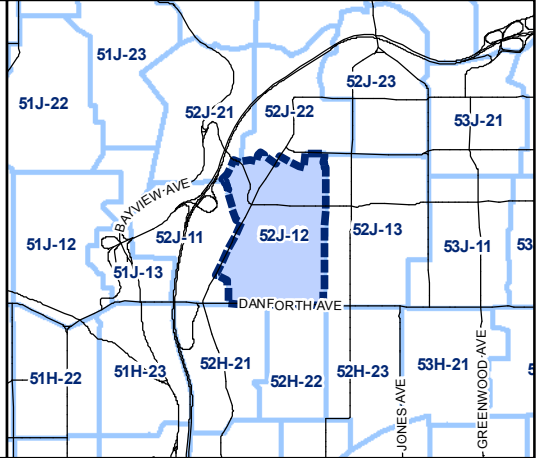 51J-23
51J-22
52J-23
52J-21
52J-22
53J-21
BAYVIEW AVE
51J-12
52J-11
52J-12
52J-13
53J-11
53
51J-13
DANFORTH AVE
51H-22
51H-23
52H-21
52H-22
52H-23
53H-21
5
JONES AVE
GREENWOOD AVE